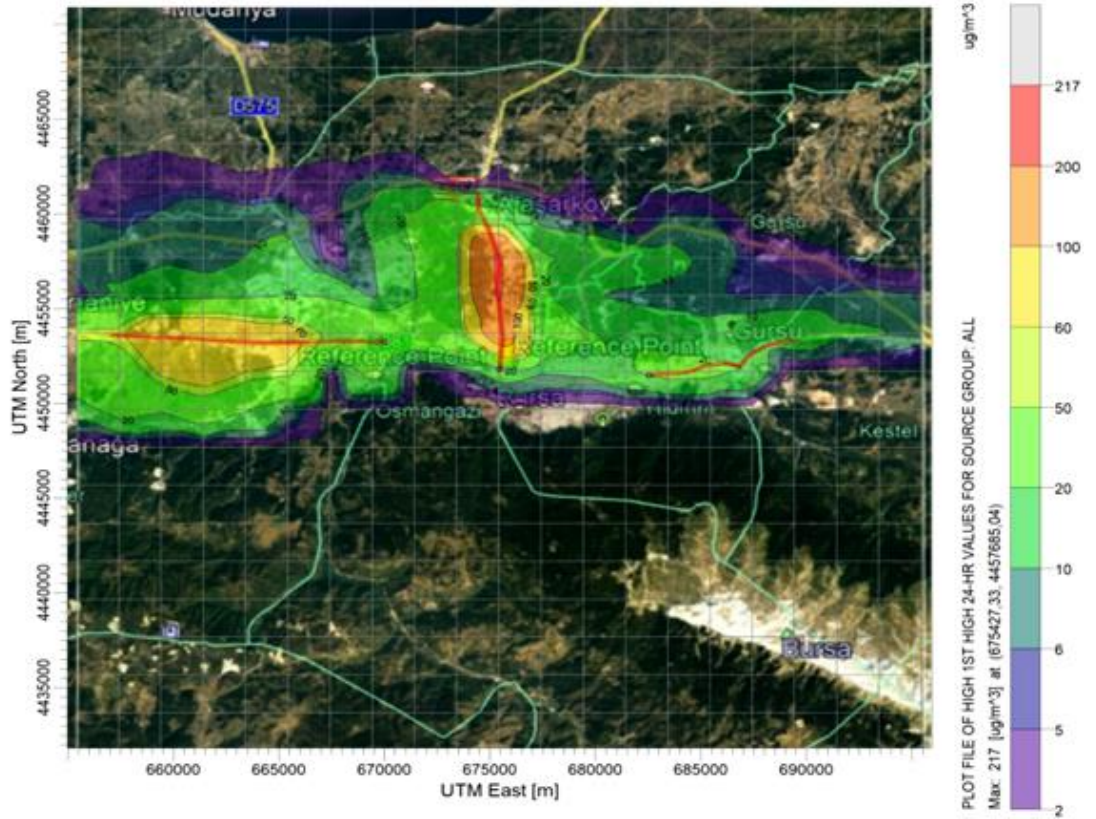 Mudanya
ug/m^3
217
D575
200
100
60
50
20
10
6
5
2
Gürsu
Reference Point
Reference Point
Osmangazi
Kestel
Bursa
UTM North [m]
4465000
4460000
4455000
4450000
4445000
4440000
4435000
660000
665000
670000
675000
680000
685000
690000
UTM East [m]
PLOT FILE OF HIGH 1ST HIGH 24-HR VALUES FOR SOURCE GROUP: ALL
Max: 217 [ug/m^3] at (675427,33, 4457685,04)